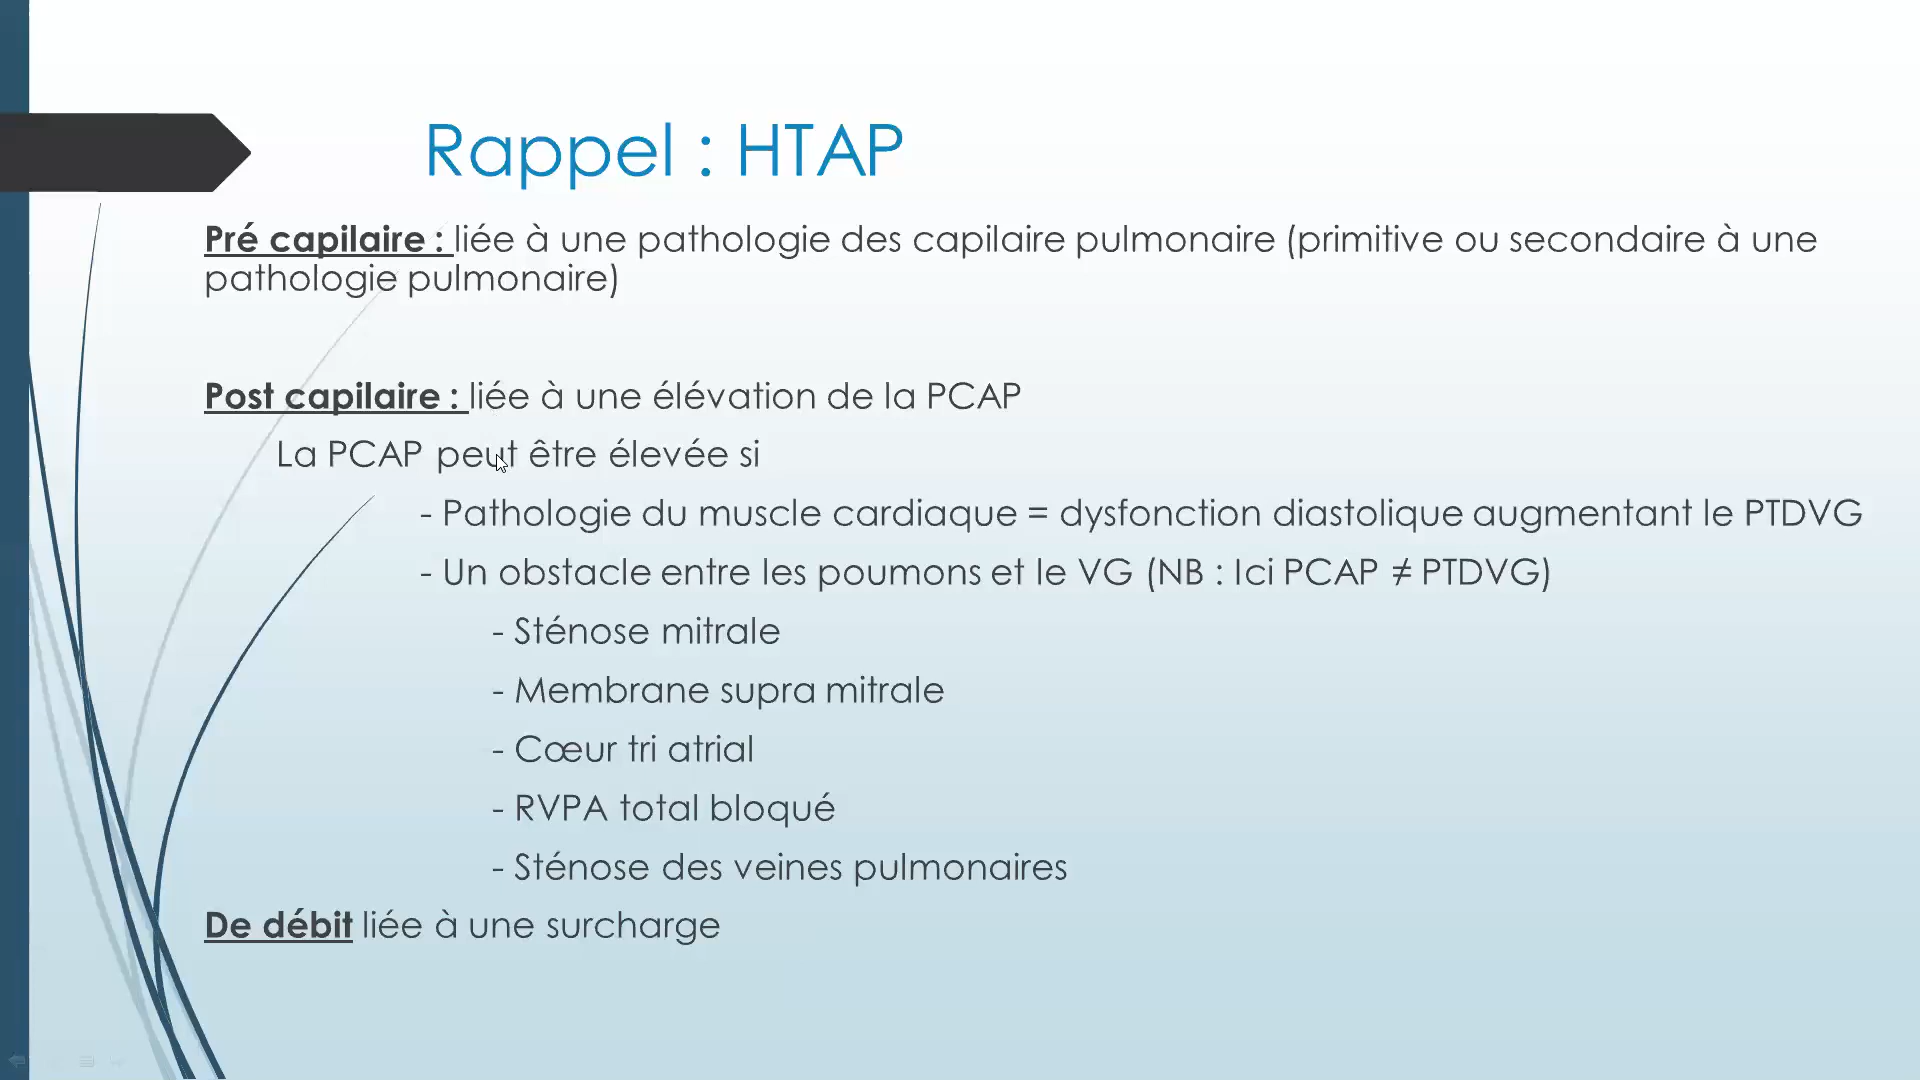 Rappel : HTAP
Pré capilaire : liée à une pathologie des capilaire pulmonaire (primitive ou secondaire à une
pathologie pulmonaire)
Post capilaire : liée à une élévation de la PCAP
La PCAP peut être élevée si
- Pathologie du muscle cardiaque = dysfonction diastolique augmentant le PTDVG
- Un obstacle entre les poumons et le VG (NB : Ici PCAP ≠ PTDVG)
- Sténose mitrale
- Membrane supra mitrale
- Cœur tri atrial
- RVPA total bloqué
- Sténose des veines pulmonaires
De débit liée à une surcharge